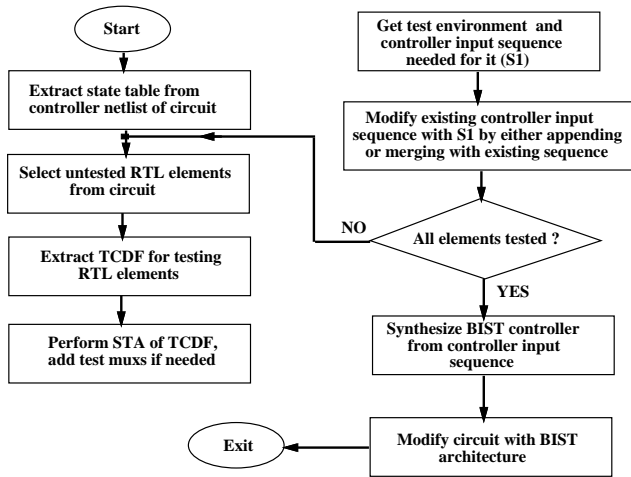 Start
Extract state table from
controller netlist of circuit
Select untested RTL elements
from circuit
Extract TCDF for testing
RTL elements
Perform STA of TCDF,
add test muxs if needed
Get test environment and
controller input sequence
needed for it (S1)
Modify existing controller input
sequence with S1 by either appending
or merging with existing sequence
NO
All elements tested ?
YES
Synthesize BIST controller
from controller input
sequence
Modify circuit with BIST
architecture
Exit